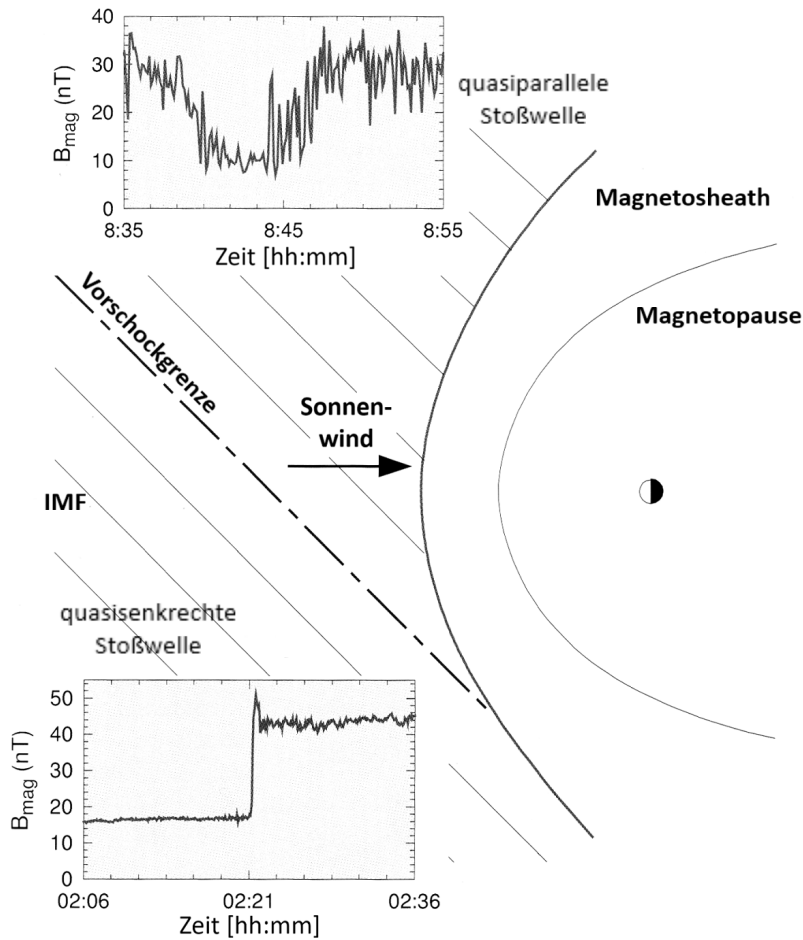 40
30
20
10
0
B_mag (nT)
8:35
8:45
8:55
Zeit [hh:mm]
quasiparallele
Stoßwelle
Magnetosheath
Magnetopause
Vorschockgrenze
Sonnen-
wind
IMF
quasisenkrechte
Stoßwelle
50
40
30
20
10
0
B_mag (nT)
02:06
02:21
02:36
Zeit [hh:mm]